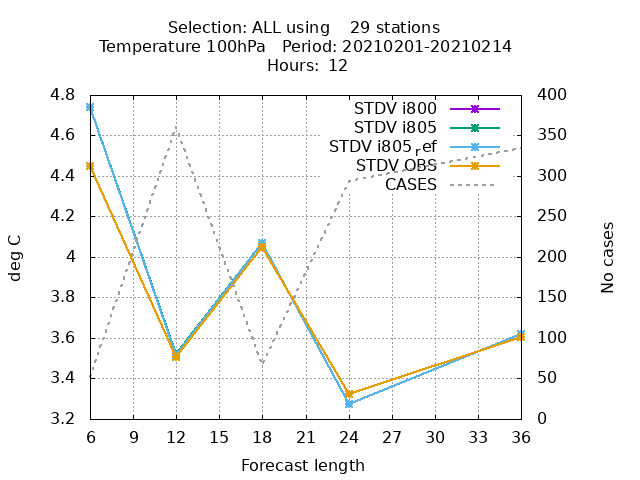 Selection: ALL using    29 stations
Temperature 100hPa   Period: 20210201-20210214
Hours: 12
STDV i800
STDV i805
STDV i805ref
STDV OBS
CASES
4.8
4.6
4.4
4.2
4
3.8
3.6
3.4
3.2
400
350
300
250
200
150
100
50
0
deg C
No cases
6 9 12 15 18 21 24 27 30 33 36
Forecast length